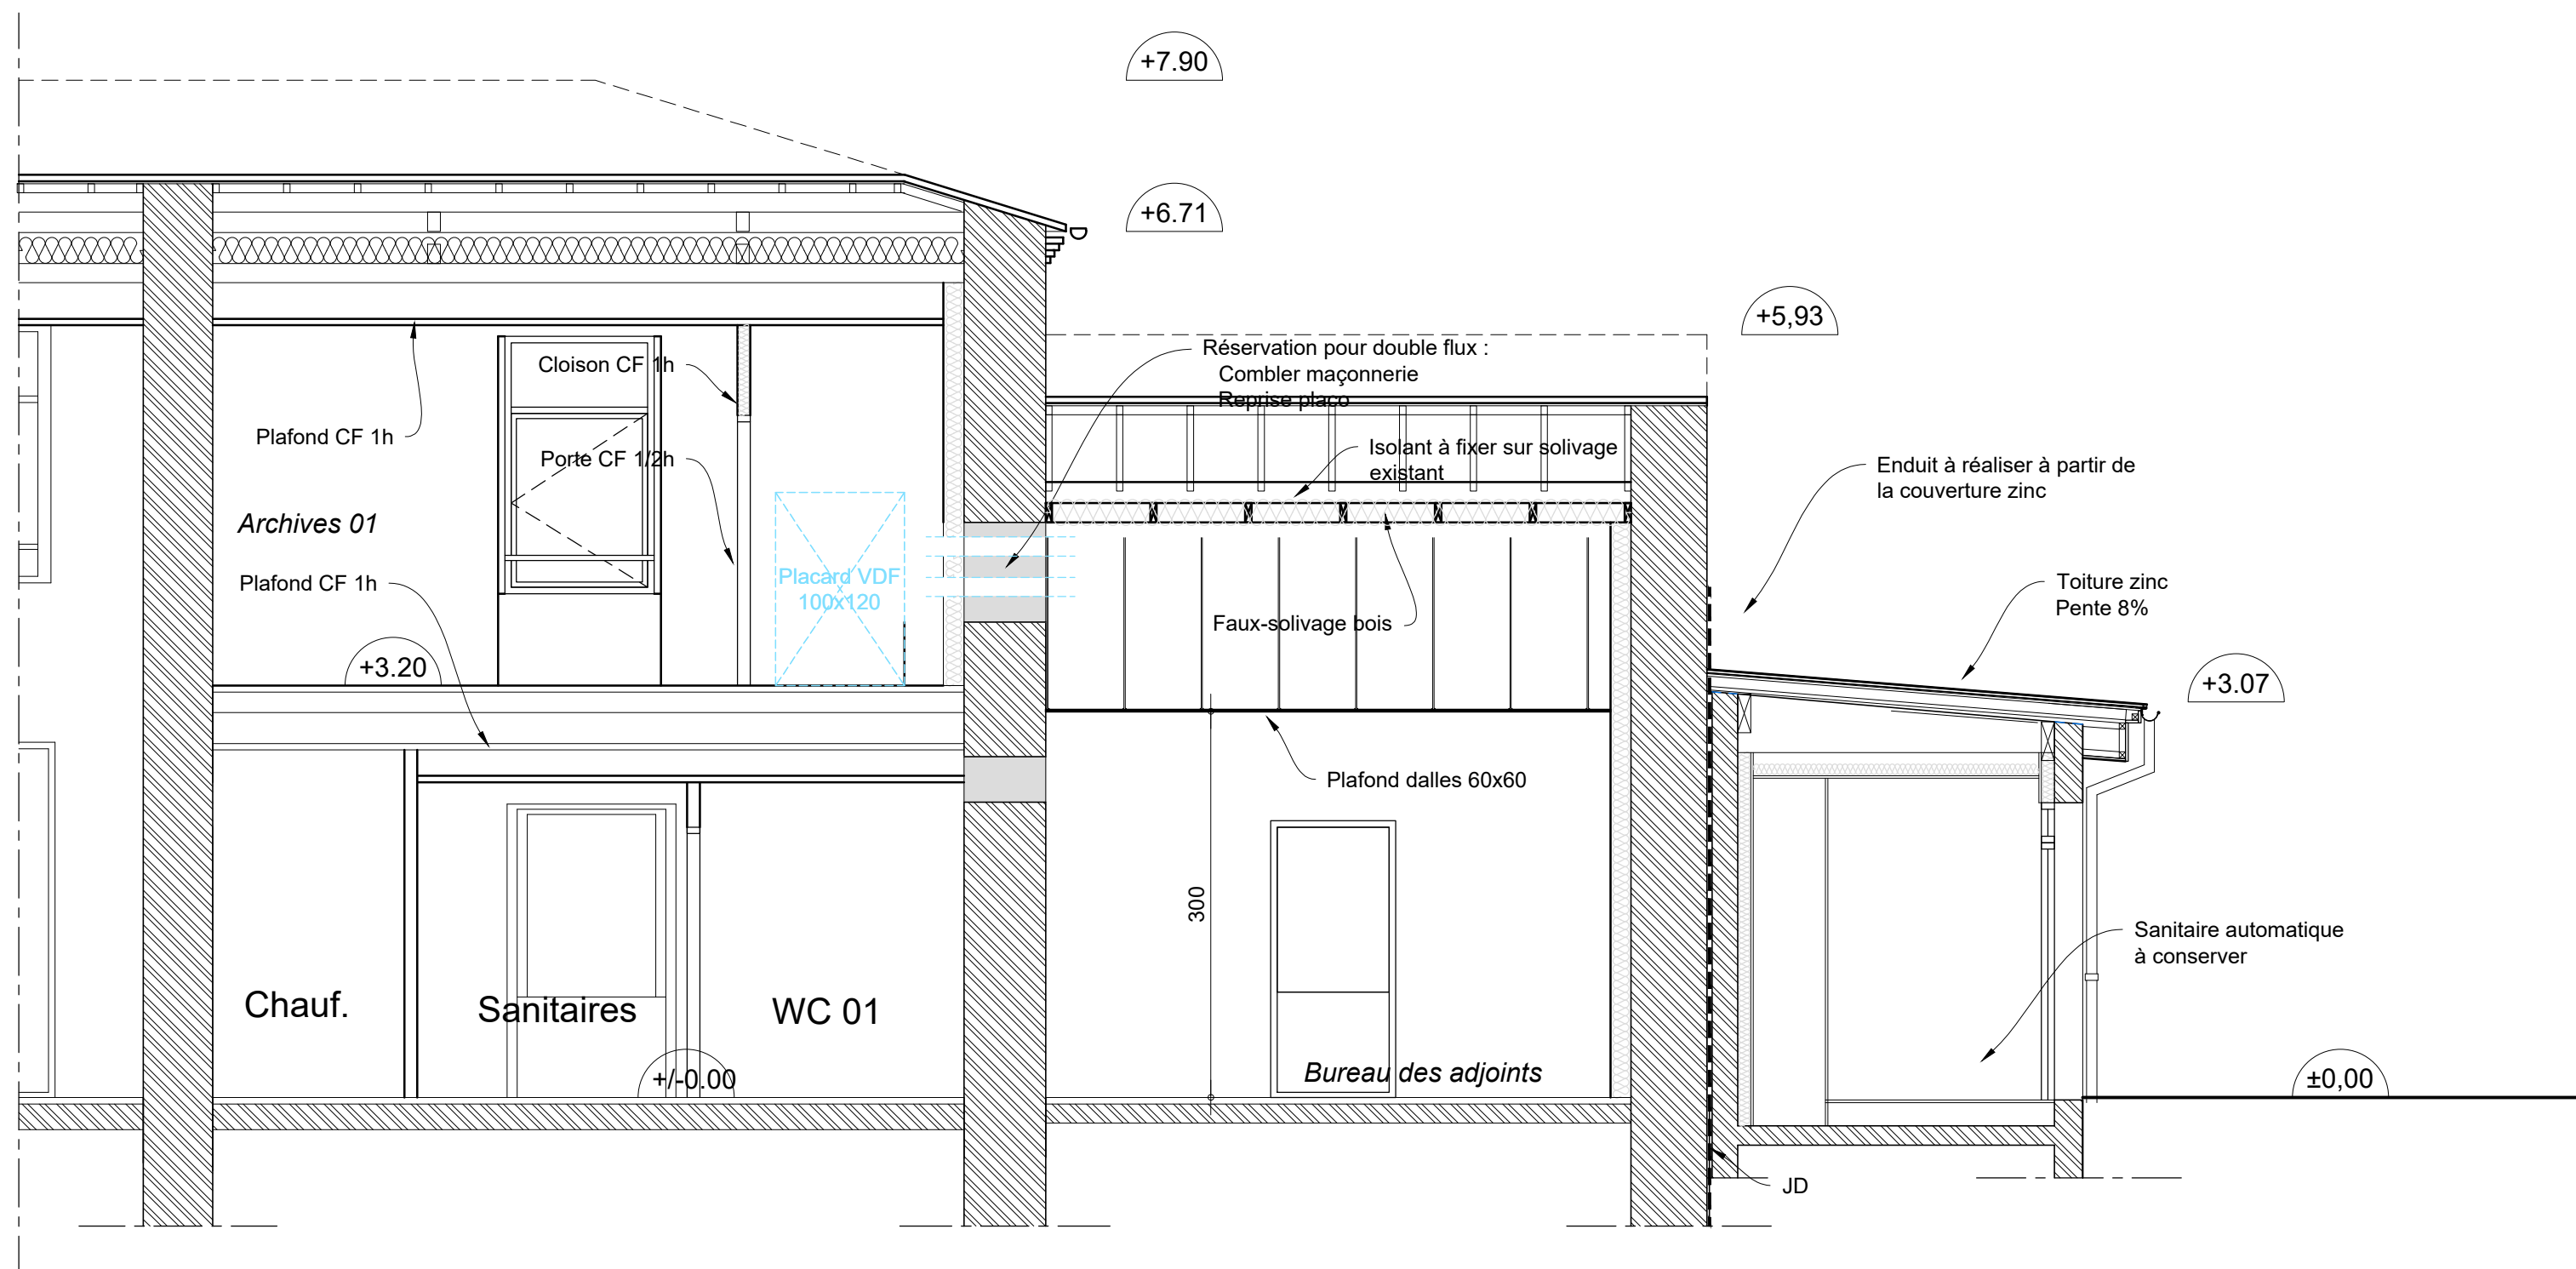 +7.90
+6.71
+5,93
Réservation pour double flux :
Combler maçonnerie
Reprise placo
Cloison CF 1h
Plafond CF 1h
Porte CF 1/2h
Isolant à fixer sur solivage
existant
Enduit à réaliser à partir de
la couverture zinc
Archives 01
Plafond CF 1h
Placard VDF
100x120
Faux-solivage bois
Toiture zinc
Pente 8%
+3.20
+3.07
Plafond dalles 60x60
300
Sanitaire automatique
à conserver
Chauf.
Sanitaires
WC 01
Bureau des adjoints
+/-0.00
±0,00
JD